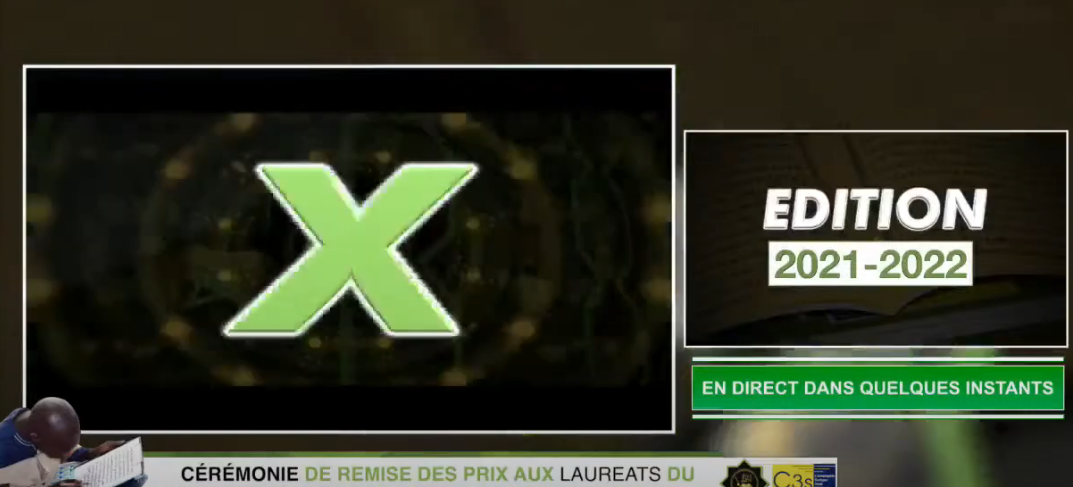 X
EDITION
2021-2022
EN DIRECT DANS QUELQUES INSTANTS
CÉRÉMONIE DE REMISE DES PRIX AUX LAUREATS DU
C3s